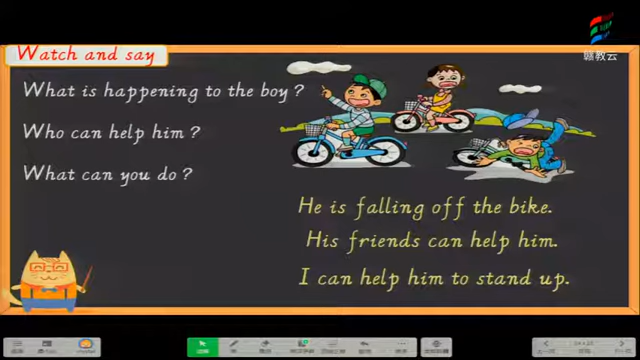 赣教云
Watch and say
What is happening to the boy?
Who can help him?
What can you do?
He is falling off the bike.
His friends can help him.
I can help him to stand up.